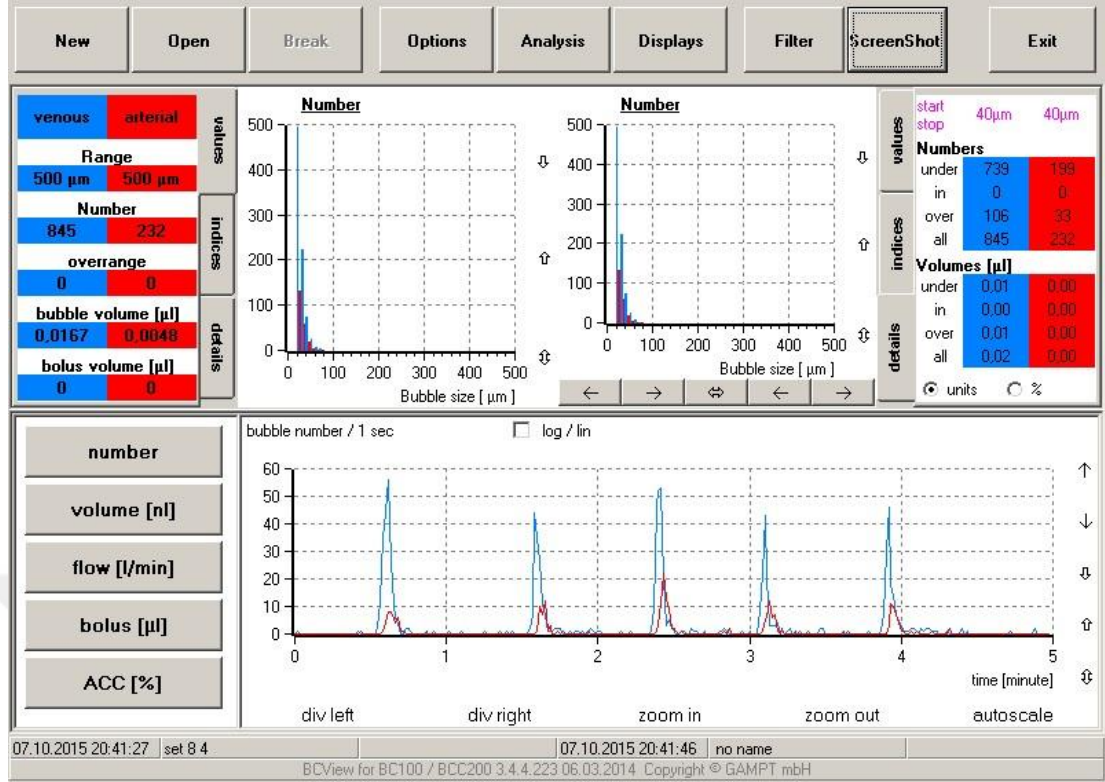 New Open Break Options Analysis Displays Filter ScreenShot Exit
venous arterial
Range
500 µm 500 µm
Number
845 232
overrange
0 0
bubble volume [µl]
0,0167 0,0048
bolus volume [µl]
0 0
values
indices
details
Number
500
400
300
200
100
0
0 100 200 300 400 500
Bubble size [ µm ]
Number
500
400
300
200
100
0
0 100 200 300 400 500
Bubble size [ µm ]
← → ⇔ ← →
values
indices
details
start
stop
40µm 40µm
Numbers
under 739 199
in 0 0
over 106 33
all 845 232
Volumes [µl]
under 0,01 0,00
in 0,00 0,00
over 0,01 0,00
all 0,02 0,00
units %
number
volume [nl]
flow [l/min]
bolus [µl]
ACC [%]
bubble number / 1 sec log / lin
60
50
40
30
20
10
0
0 1 2 3 4 5
time [minute]
div left div right zoom in zoom out autoscale
07.10.2015 20:41:27 set 8 4 07.10.2015 20:41:46 no name
BCView for BC100 / BCC200 3.4.4.223 06.03.2014 Copyright © GAMPT mbH